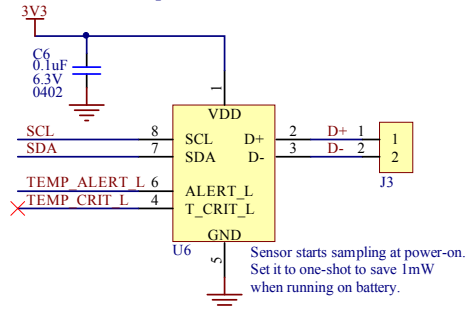 3V3
C6
0.1uF
6.3V
0402
1
VDD
SCL 8 SCL D+ 2 D+ 1 1
SDA 7 SDA D- 3 D- 2 2
J3
TEMP_ALERT_L 6 ALERT_L
TEMP_CRIT_L 4 T_CRIT_L
GND
U6
5
Sensor starts sampling at power-on.
Set it to one-shot to save 1mW
when running on battery.